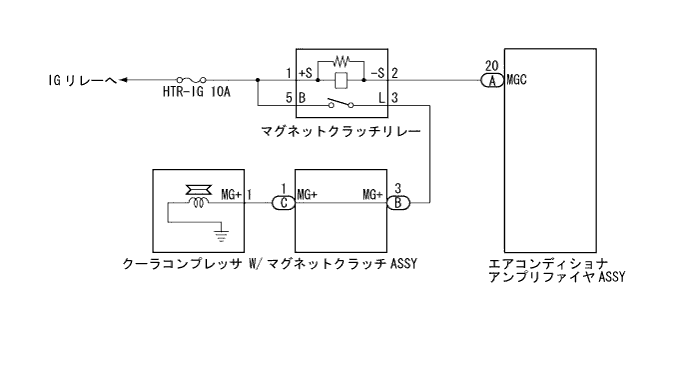 IG リレーへ
HTR-IG 10A
1 +S
-S 2
5 B
L 3
マグネットクラッチリレー
20
A
MGC
MG+ 1
1
C
MG+
MG+
3
B
クーラコンプレッサ W/ マグネットクラッチ ASSY
エアコンディショナ
アンプリファイヤ ASSY